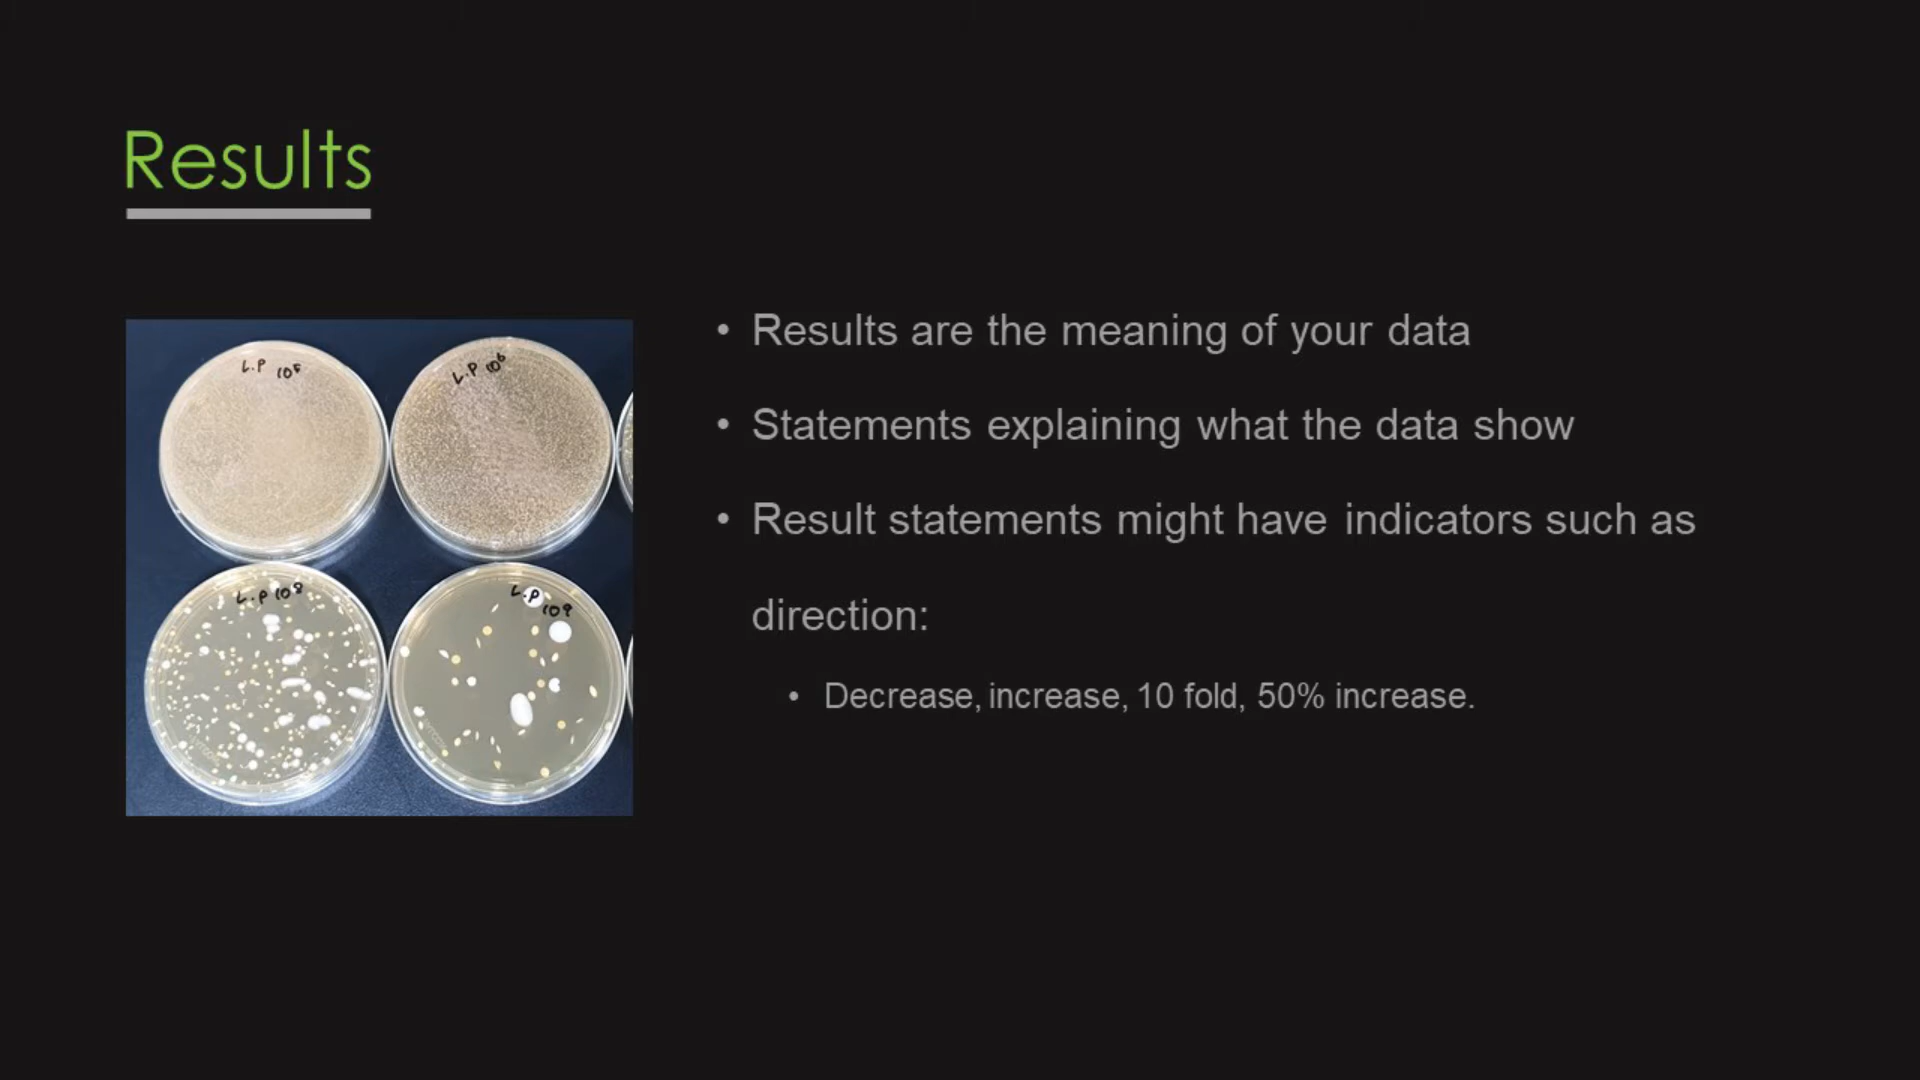 Results
L.P 10⁵
L.P 10⁶
L.P 10⁸
L.P 10⁹
• Results are the meaning of your data
• Statements explaining what the data show
• Result statements might have indicators such as
direction:
• Decrease, increase, 10 fold, 50% increase.